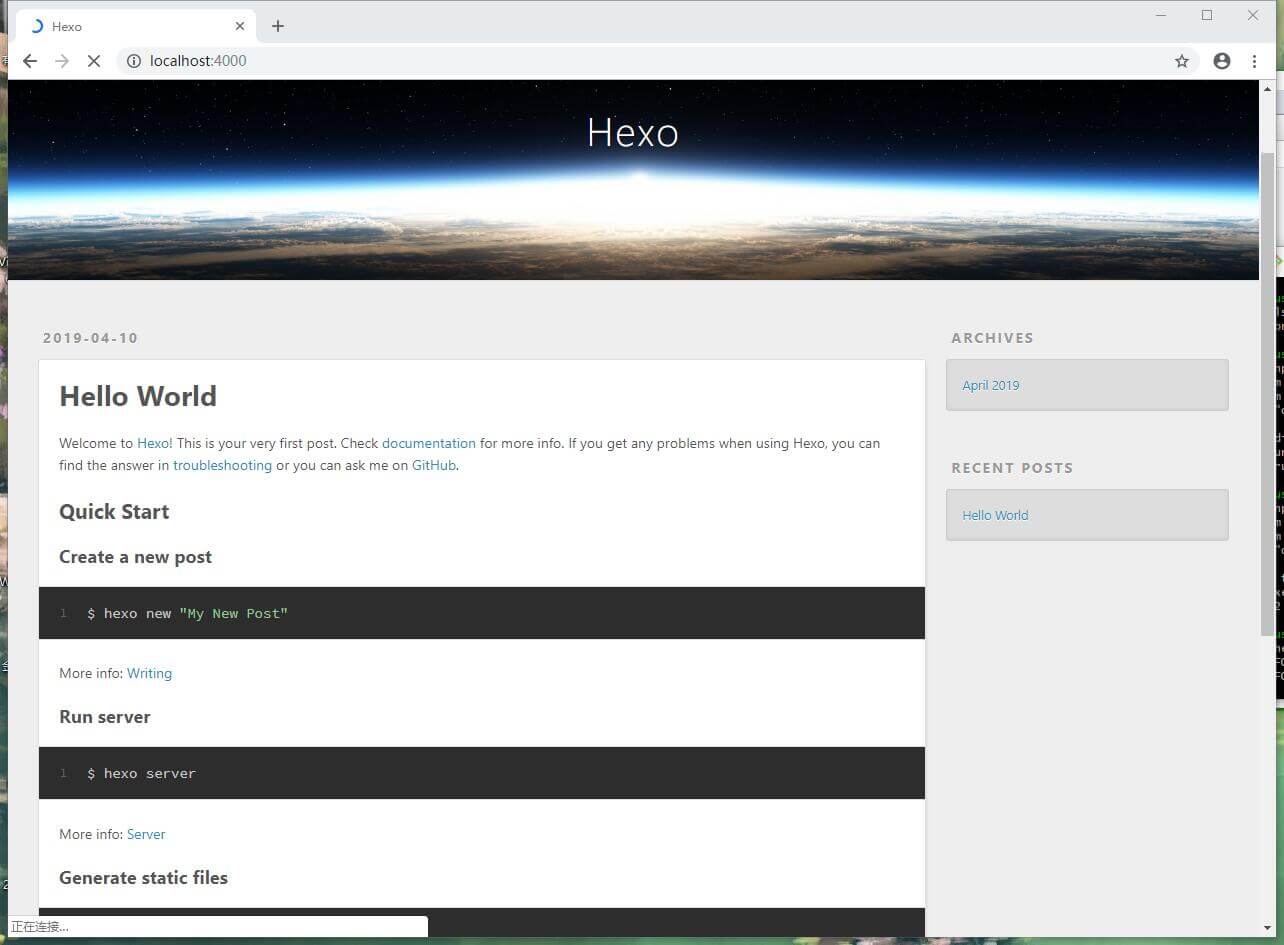 Hexo
localhost:4000
Hexo
2019-04-10
Hello World
Welcome to Hexo! This is your very first post. Check documentation for more info. If you get any problems when using Hexo, you can
find the answer in troubleshooting or you can ask me on GitHub.
Quick Start
Create a new post
1 $ hexo new "My New Post"
More info: Writing
Run server
1 $ hexo server
More info: Server
Generate static files
ARCHIVES
April 2019
RECENT POSTS
Hello World
正在连接...